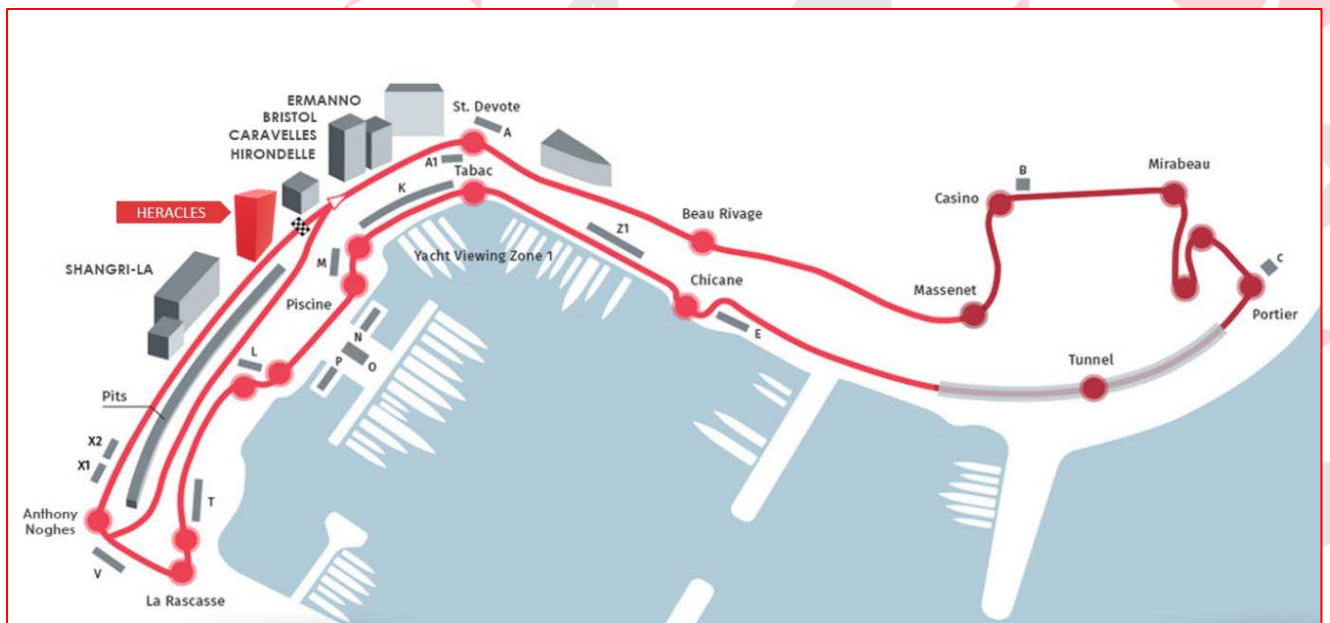 ERMANNO
BRISTOL
CARAVELLES
HIRONDELLE
St. Devote
A
A1
Tabac
K
HERACLES
SHANGRI-LA
M
Yacht Viewing Zone 1
Z1
Beau Rivage
Casino
B
Mirabeau
Piscine
Chicane
Massenet
C
Portier
N
O
P
E
L
Tunnel
Pits
X2
X1
T
Anthony
Noghes
V
La Rascasse